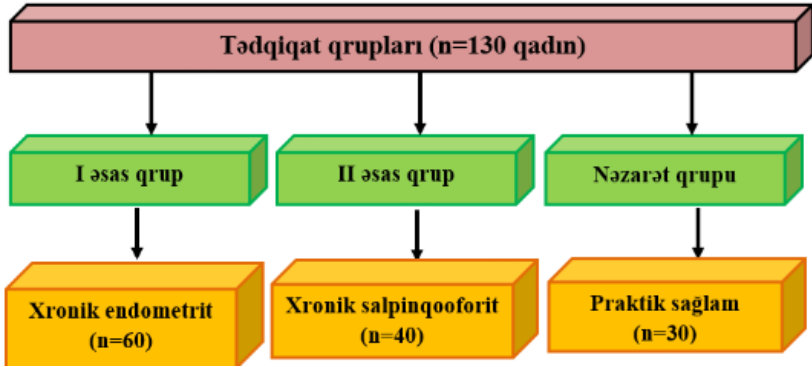 Tədqiqat qrupları (n=130 qadın)
I əsas qrup
II əsas qrup
Nəzarət qrupu
Xronik endometrit
(n=60)
Xronik salpinqooforit
(n=40)
Praktik sağlam
(n=30)